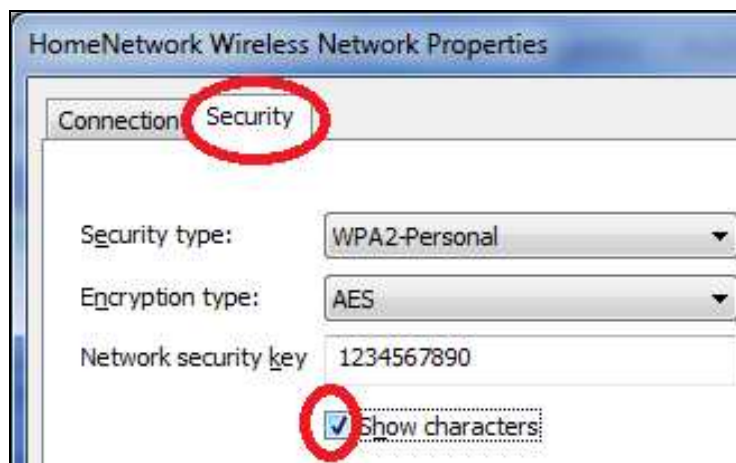 HomeNetwork Wireless Network Properties
Connection Security
Security type: WPA2-Personal
Encryption type: AES
Network security key 1234567890
Show characters